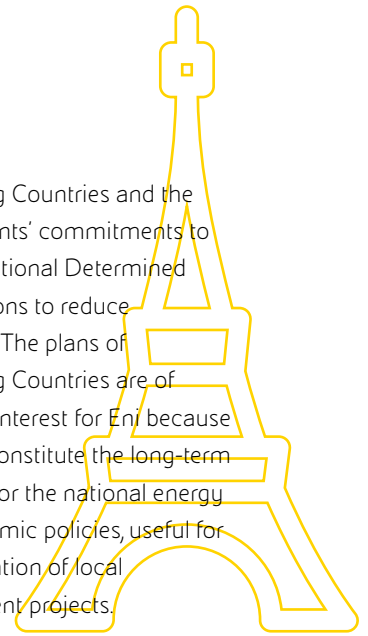 g Countries and the
nts' commitments to
tional Determined
ons to reduce
The plans of
g Countries are of
nterest for Eni because
onstitute the long-term
or the national energy
mic policies, useful for
ation of local
ent projects.